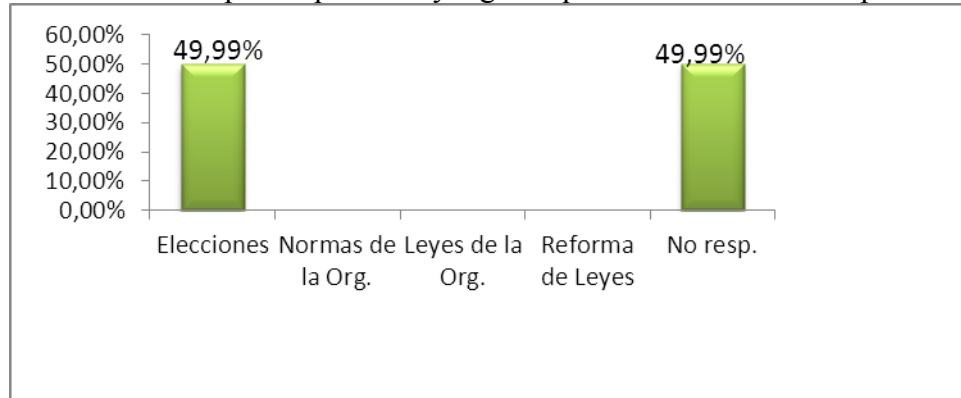 60,00%
50,00%
40,00%
30,00%
20,00%
10,00%
0,00%
49,99%
49,99%
Elecciones
Normas de
la Org.
Leyes de la
Org.
Reforma
de Leyes
No resp.